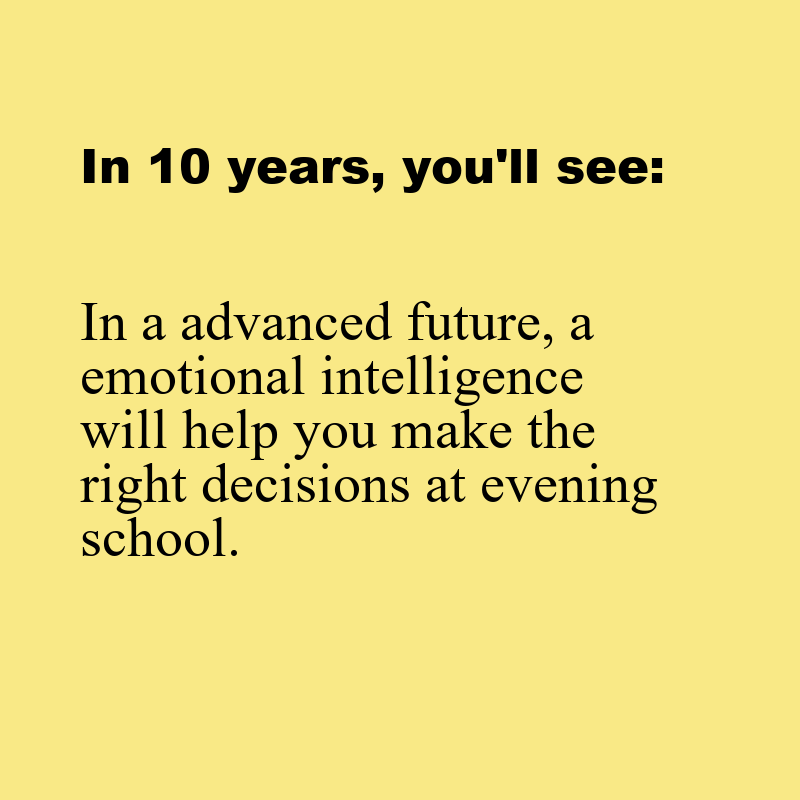 In 10 years, you'll see:
In a advanced future, a
emotional intelligence
will help you make the
right decisions at evening
school.